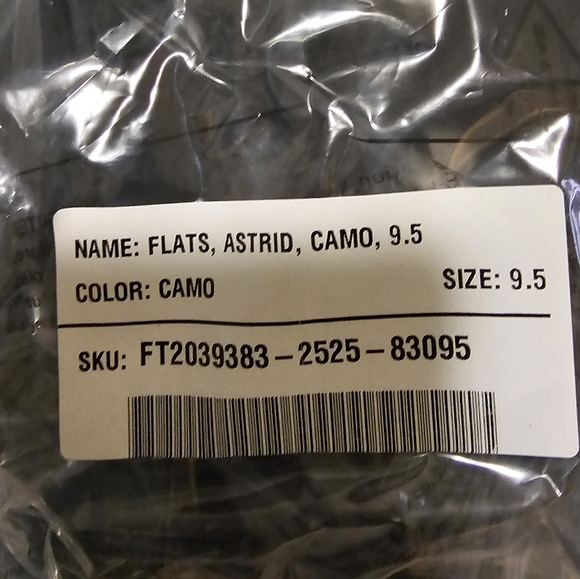 NAME: FLATS, ASTRID, CAMO, 9.5
COLOR: CAMO SIZE: 9.5
SKU: FT2039383-2525-83095